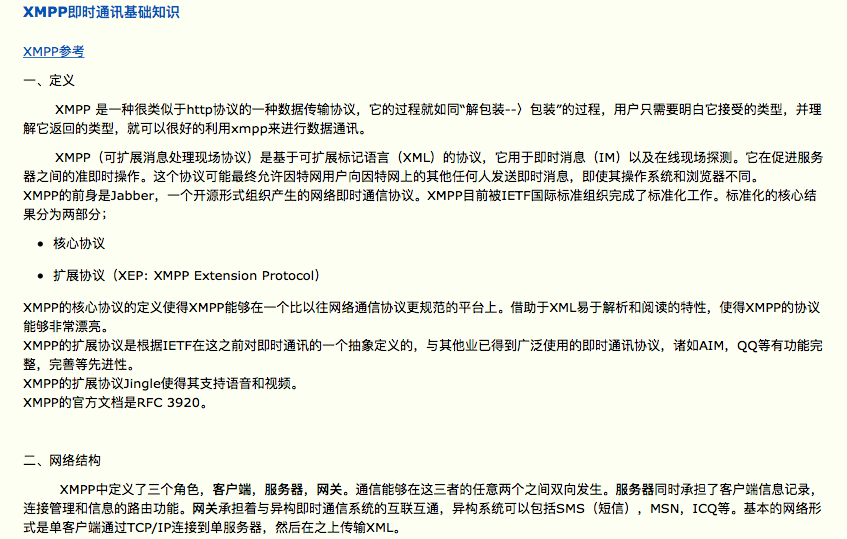 XMPP即时通讯基础知识
XMPP参考
一、定义
XMPP 是一种很类似于http协议的一种数据传输协议，它的过程就如同“解包装--〉包装”的过程，用户只需要明白它接受的类型，并理
解它返回的类型，就可以很好的利用xmpp来进行数据通讯。
XMPP（可扩展消息处理现场协议）是基于可扩展标记语言（XML）的协议，它用于即时消息（IM）以及在线现场探测。它在促进服务
器之间的准即时操作。这个协议可能最终允许因特网用户向因特网上的其他任何人发送即时消息，即使其操作系统和浏览器不同。
XMPP的前身是Jabber，一个开源形式组织产生的网络即时通信协议。XMPP目前被IETF国际标准组织完成了标准化工作。标准化的核心结
果分为两部分；
• 核心协议
• 扩展协议（XEP: XMPP Extension Protocol）
XMPP的核心协议的定义使得XMPP能够在一个比以往网络通信协议更规范的平台上。借助于XML易于解析和阅读的特性，使得XMPP的协议
能够非常漂亮。
XMPP的扩展协议是根据IETF在这之前对即时通讯的一个抽象定义的，与其他业已得到广泛使用的即时通讯协议，诸如AIM，QQ等有功能完
整，完善等先进性。
XMPP的扩展协议Jingle使得其支持语音和视频。
XMPP的官方文档是RFC 3920。
二、网络结构
XMPP中定义了三个角色，客户端，服务器，网关。通信能够在这三者的任意两个之间双向发生。服务器同时承担了客户端信息记录，
连接管理和信息的路由功能。网关承担着与异构即时通信系统的互联互通，异构系统可以包括SMS（短信），MSN，ICQ等。基本的网络形
式是单客户端通过TCP/IP连接到单服务器，然后在之上传输XML。